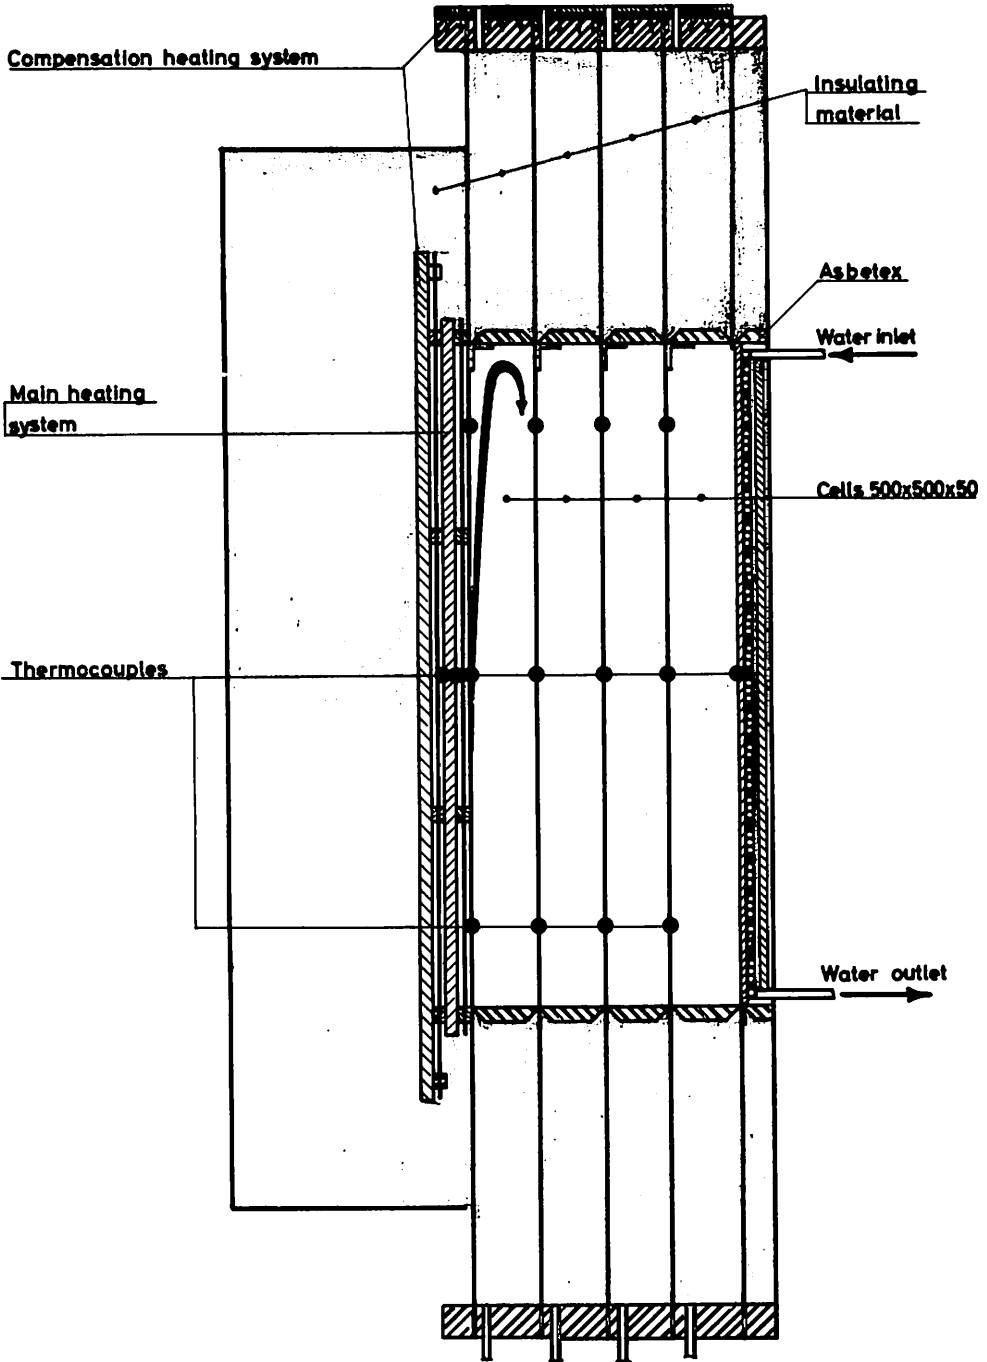 Compensation heating system
Insulating
material
Asbetex
Water inlet
Main heating
system
Cells 500x500x50
Thermocouples
Water outlet